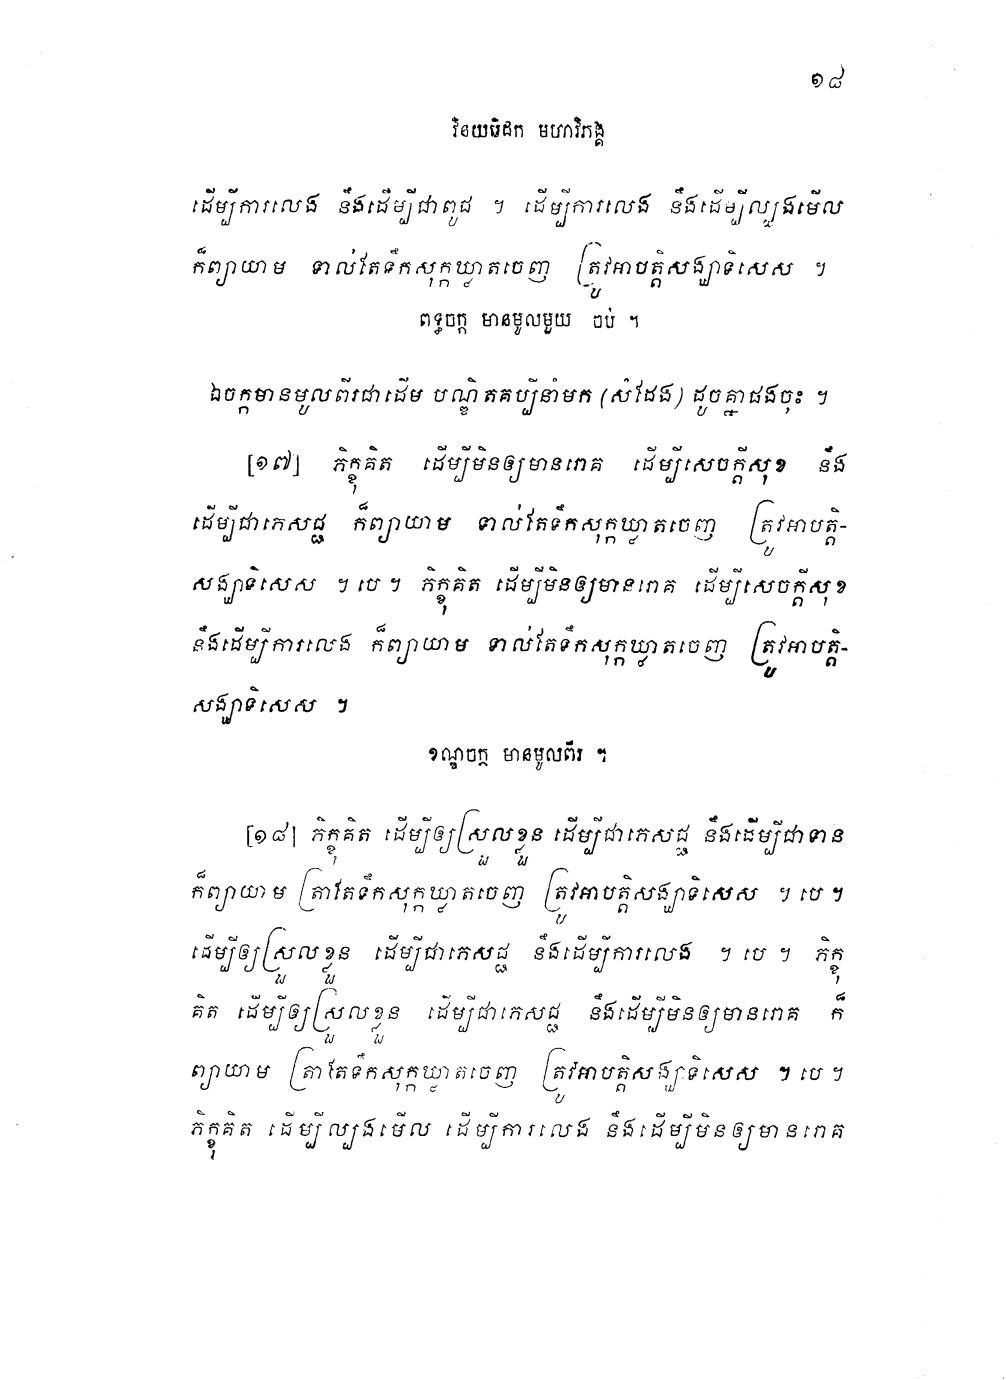 ១៨
វិនយបិដក មហាវិភង្គ
ដើម្បីការលេង នឹងដើម្បីជាពូជ ។ ដើម្បីការលេង នឹងដើម្បីល្បងមើល
ក៏ព្យាយាម ទាល់តែទឹកសុក្កឃ្លាតចេញ ត្រូវអាបត្តិសង្ឃាទិសេស ។
ពទ្ធចក្ក មានមូលមួយ ចប់ ។
ឯចក្កមានមូលពីរជាដើម បណ្ឌិតគប្បីនាំមក (សំដែង) ដូចគ្នាផងចុះ ។
[១៧] ភិក្ខុគិត ដើម្បីមិនឲ្យមានរោគ ដើម្បីសេចក្តីសុខ នឹង
ដើម្បីជាភេសជ្ជ ក៏ព្យាយាម ទាល់តែទឹកសុក្កឃ្លាតចេញ ត្រូវអាបត្តិ-
សង្ឃាទិសេស ។ បេ ។ ភិក្ខុគិត ដើម្បីមិនឲ្យមានរោគ ដើម្បីសេចក្តីសុខ
នឹងដើម្បីការលេង ក៏ព្យាយាម ទាល់តែទឹកសុក្កឃ្លាតចេញ ត្រូវអាបត្តិ-
សង្ឃាទិសេស ។
ខណ្ឌចក្ក មានមូលពីរ ។
[១៨] ភិក្ខុគិត ដើម្បីឲ្យស្រួលខ្លួន ដើម្បីជាភេសជ្ជ នឹងដើម្បីជាទាន
ក៏ព្យាយាម ត្រាតែទឹកសុក្កឃ្លាតចេញ ត្រូវអាបត្តិសង្ឃាទិសេស ។ បេ ។
ដើម្បីឲ្យស្រួលខ្លួន ដើម្បីជាភេសជ្ជ នឹងដើម្បីការលេង ។ បេ ។ ភិក្ខុ
គិត ដើម្បីឲ្យស្រួលខ្លួន ដើម្បីជាភេសជ្ជ នឹងដើម្បីមិនឲ្យមានរោគ ក៏
ព្យាយាម ត្រាតែទឹកសុក្កឃ្លាតចេញ ត្រូវអាបត្តិសង្ឃាទិសេស ។ បេ ។
ភិក្ខុគិត ដើម្បីល្បងមើល ដើម្បីការលេង នឹងដើម្បីមិនឲ្យមានរោគ